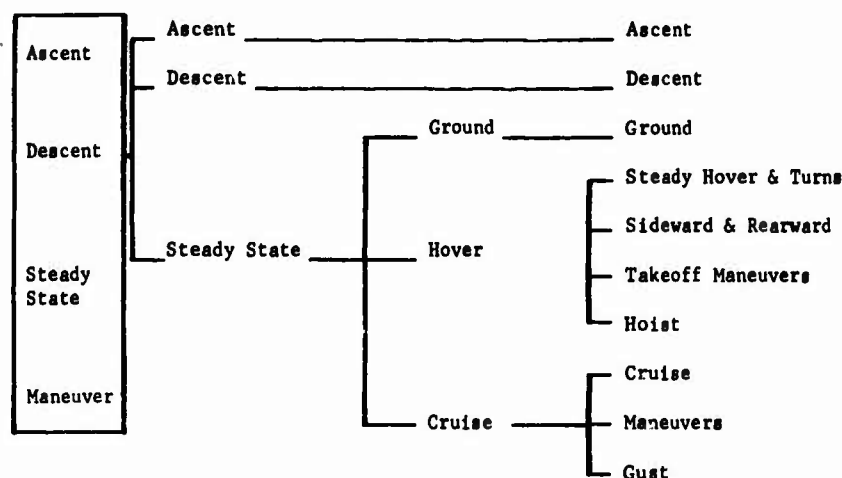 Ascent
Descent
Steady
State
Maneuver
Ascent
Descent
Steady State
Ground
Hover
Cruise
Ascent
Descent
Ground
Steady Hover & Turns
Sideward & Rearward
Takeoff Maneuvers
Hoist
Cruise
Maneuvers
Gust